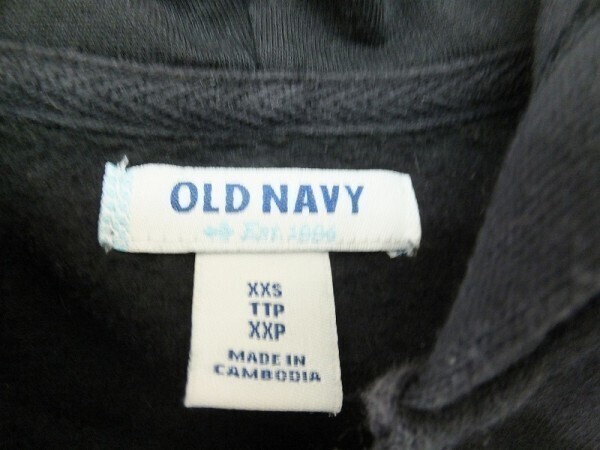 OLD NAVY
Est. 1994
XXS
TTP
XXP
MADE IN
CAMBODIA